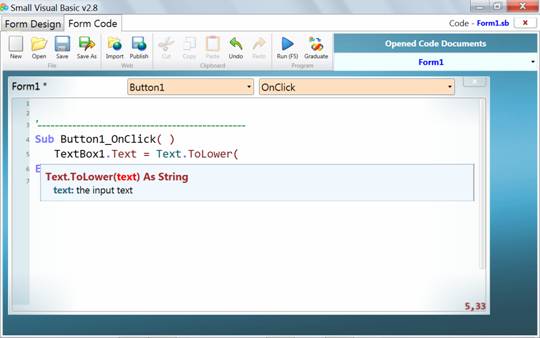 Small Visual Basic v2.8
Form Design Form Code Code - Form1.sb x
New Open Save Save As Import Publish Cut Copy Paste Undo Redo Run (F5) Graduate
File Web Clipboard Program
Opened Code Documents
Form1
Form1 * Button1 OnClick
1
2 '
3 ---------------------------------------------
4 Sub Button1_OnClick( )
5 TextBox1.Text = Text.ToLower(
6 E
7
Text.ToLower(text) As String
text: the input text
5,33